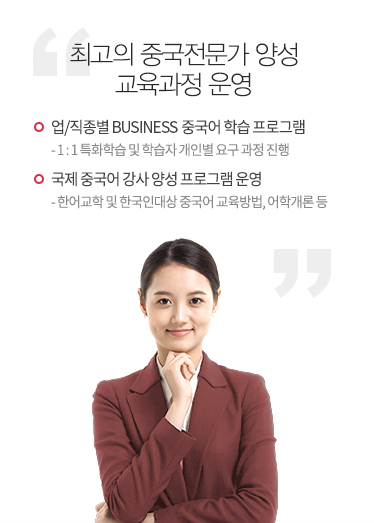 최고의 중국전문가 양성
교육과정 운영
업/직종별 BUSINESS 중국어 학습 프로그램
- 1 : 1 특화학습 및 학습자 개인별 요구 과정 진행
국제 중국어 강사 양성 프로그램 운영
- 한어교학 및 한국인대상 중국어 교육방법, 어학개론 등